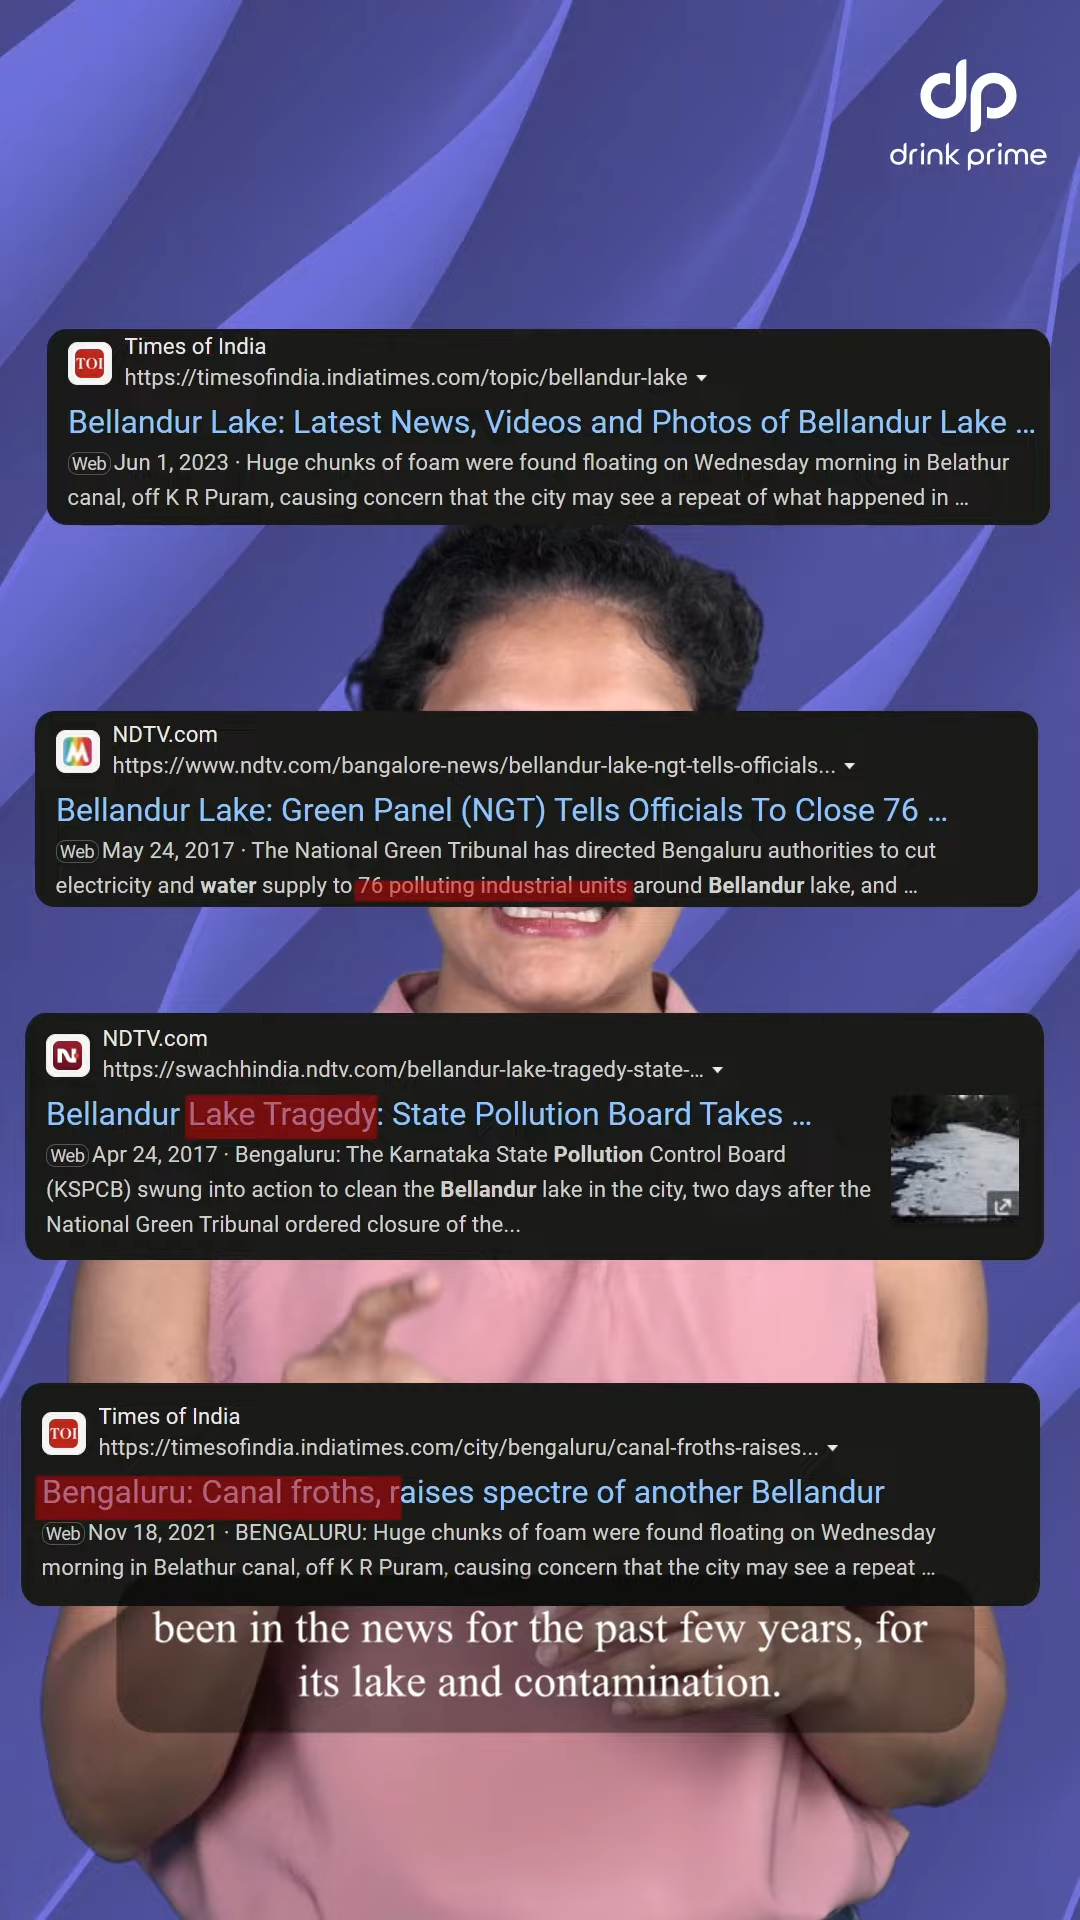 dp
drink prime
TOI
Times of India
https://timesofindia.indiatimes.com/topic/bellandur-lake
Bellandur Lake: Latest News, Videos and Photos of Bellandur Lake ...
Web Jun 1, 2023 · Huge chunks of foam were found floating on Wednesday morning in Belathur
canal, off K R Puram, causing concern that the city may see a repeat of what happened in ...
M
NDTV.com
https://www.ndtv.com/bangalore-news/bellandur-lake-ngt-tells-officials...
Bellandur Lake: Green Panel (NGT) Tells Officials To Close 76 ...
Web May 24, 2017 · The National Green Tribunal has directed Bengaluru authorities to cut
electricity and water supply to 76 polluting industrial units around Bellandur lake, and ...
N
NDTV.com
https://swachhindia.ndtv.com/bellandur-lake-tragedy-state-...
Bellandur Lake Tragedy: State Pollution Board Takes ...
Web Apr 24, 2017 · Bengaluru: The Karnataka State Pollution Control Board
(KSPCB) swung into action to clean the Bellandur lake in the city, two days after the
National Green Tribunal ordered closure of the...
TOI
Times of India
https://timesofindia.indiatimes.com/city/bengaluru/canal-froths-raises...
Bengaluru: Canal froths, raises spectre of another Bellandur
Web Nov 18, 2021 · BENGALURU: Huge chunks of foam were found floating on Wednesday
morning in Belathur canal, off K R Puram, causing concern that the city may see a repeat ...
been in the news for the past few years, for
its lake and contamination.